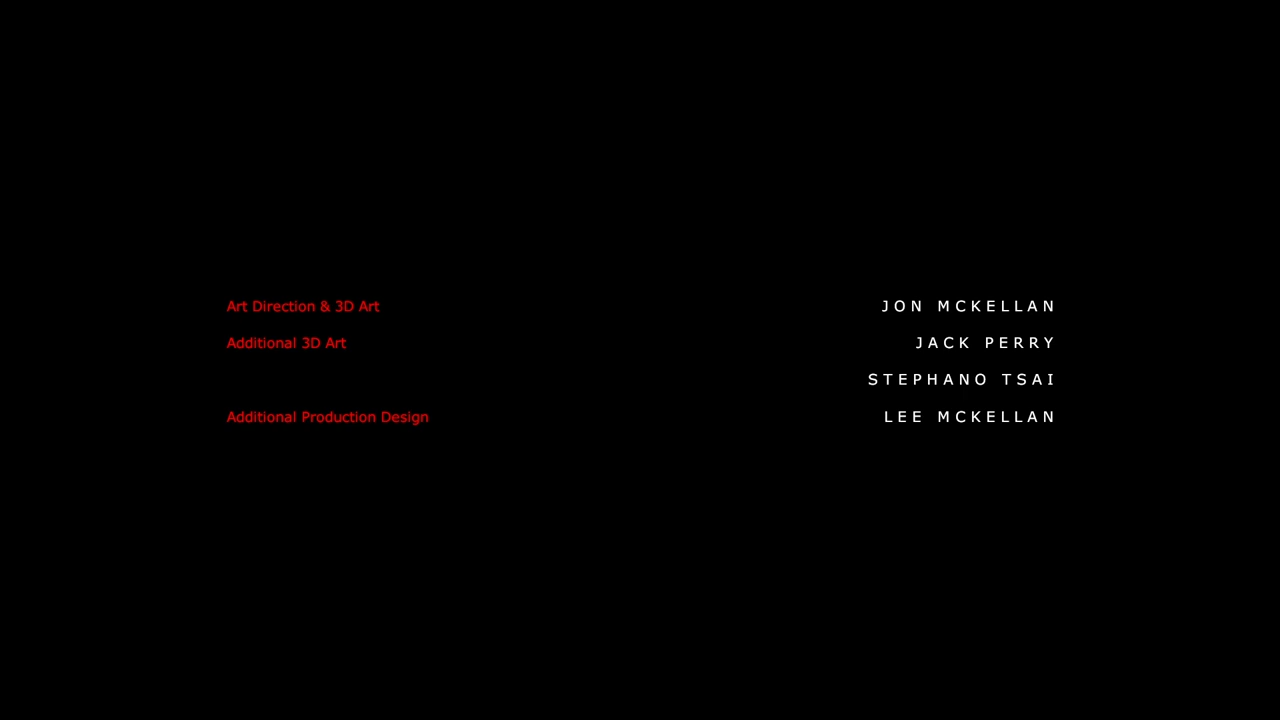 Art Direction & 3D Art JON MCKELLAN
Additional 3D Art JACK PERRY
STEPHANO TSAI
Additional Production Design LEE MCKELLAN